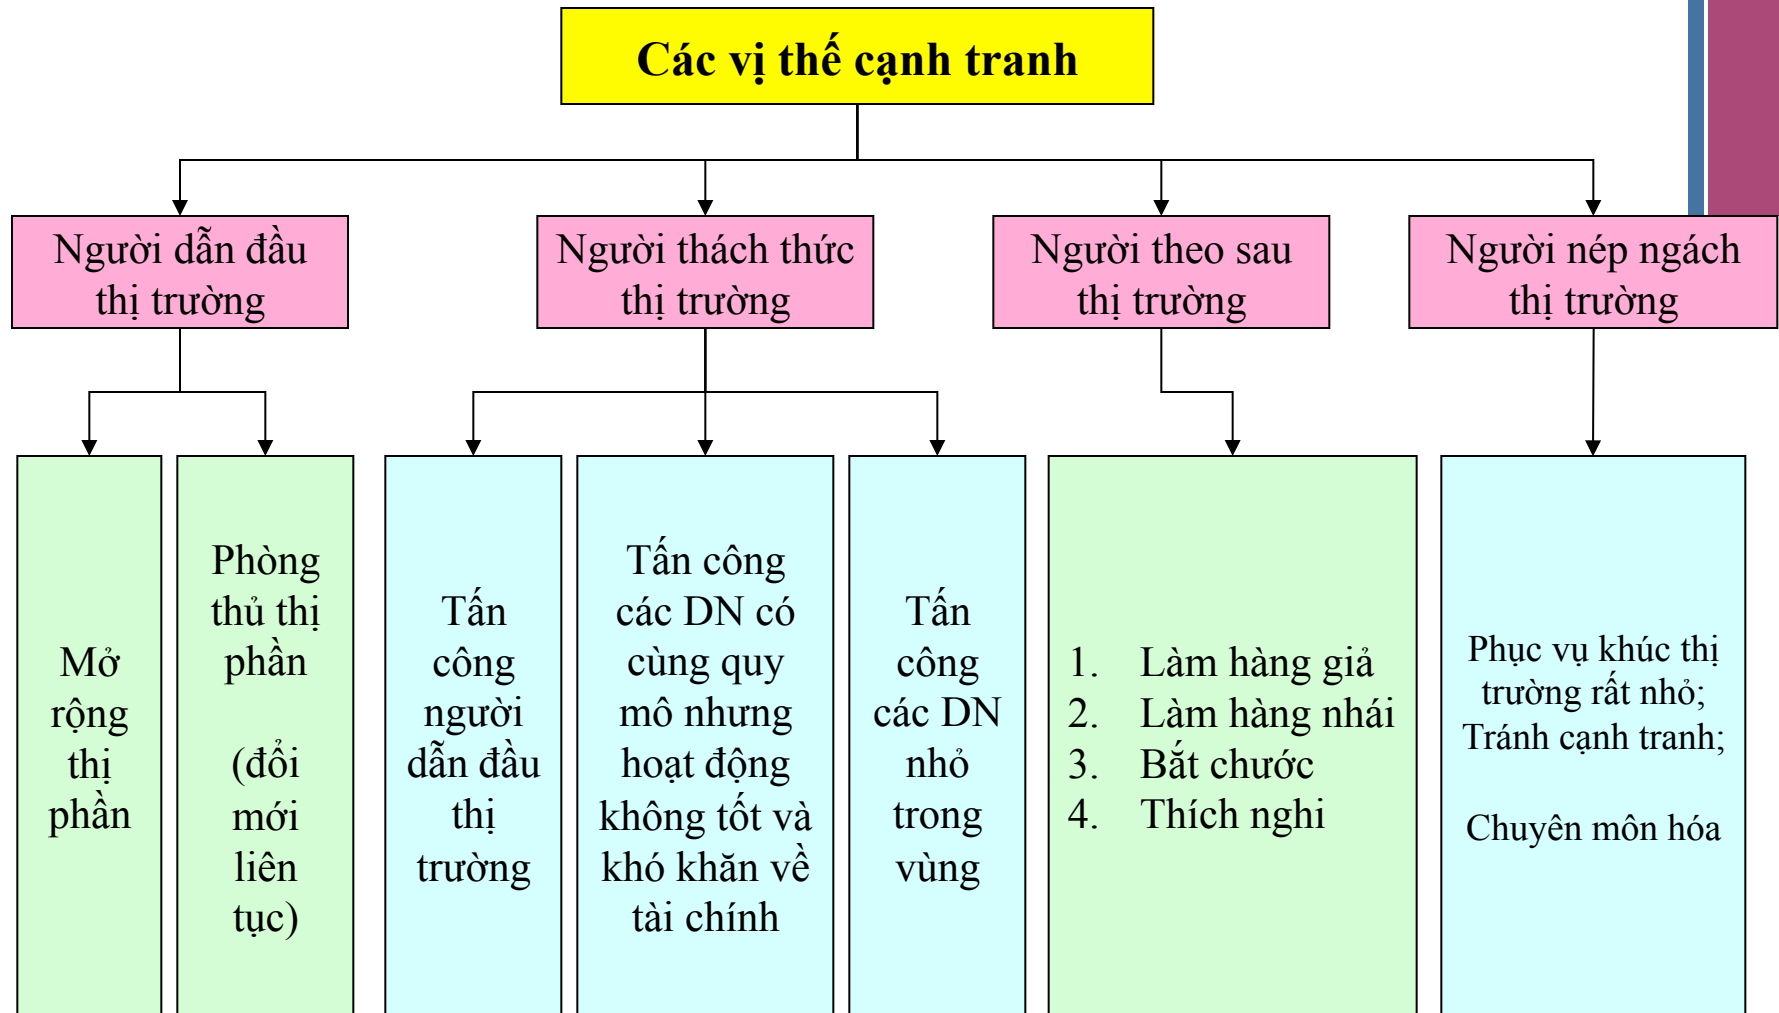 Các vị thế cạnh tranh
Người dẫn đầu
thị trường
Người thách thức
thị trường
Người theo sau
thị trường
Người nép ngách
thị trường
Mở
rộng
thị
phần
Phòng
thủ thị
phần
(đổi
mới
liên
tục)
Tấn
công
người
dẫn đầu
thị
trường
Tấn công
các DN có
cùng quy
mô nhưng
hoạt động
không tốt và
khó khăn về
tài chính
Tấn
công
các DN
nhỏ
trong
vùng
1. Làm hàng giả
2. Làm hàng nhái
3. Bắt chước
4. Thích nghi
Phục vụ khúc thị
trường rất nhỏ;
Tránh cạnh tranh;
Chuyên môn hóa